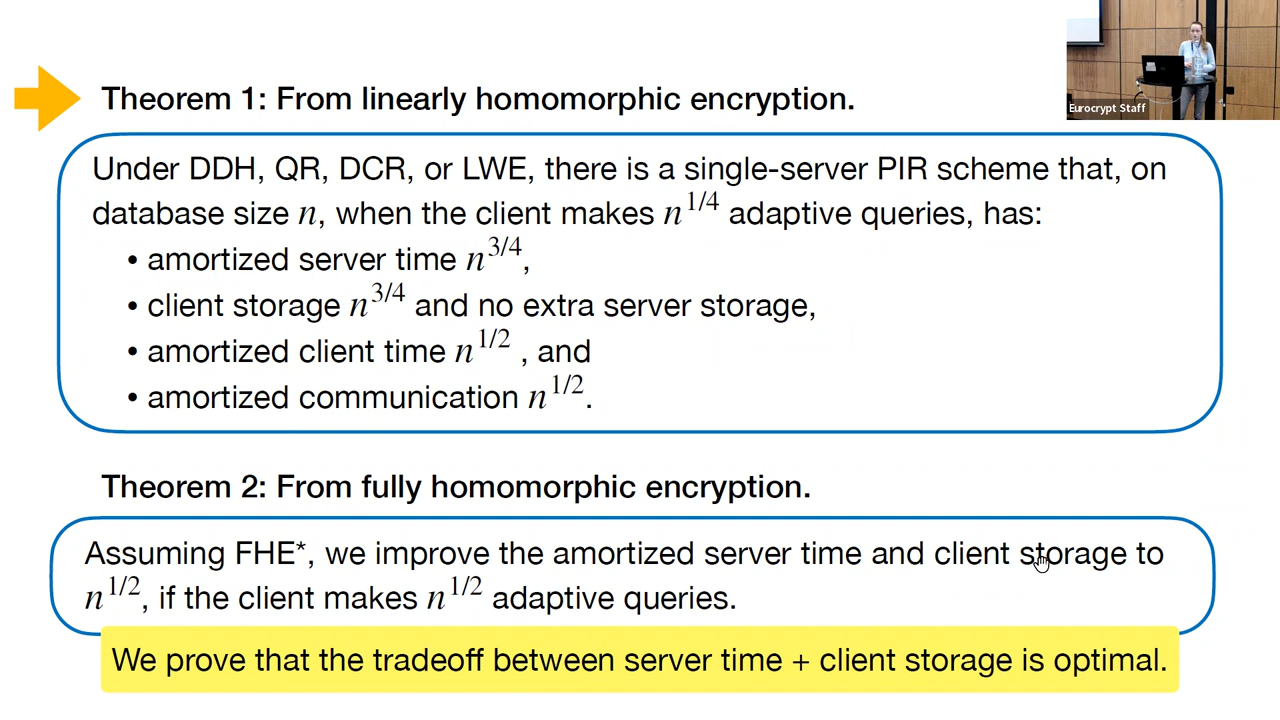 Eurocrypt Staff
Theorem 1: From linearly homomorphic encryption.
Under DDH, QR, DCR, or LWE, there is a single-server PIR scheme that, on
database size n, when the client makes n^{1/4} adaptive queries, has:
• amortized server time n^{3/4},
• client storage n^{3/4} and no extra server storage,
• amortized client time n^{1/2} , and
• amortized communication n^{1/2}.
Theorem 2: From fully homomorphic encryption.
Assuming FHE*, we improve the amortized server time and client storage to
n^{1/2}, if the client makes n^{1/2} adaptive queries.
We prove that the tradeoff between server time + client storage is optimal.